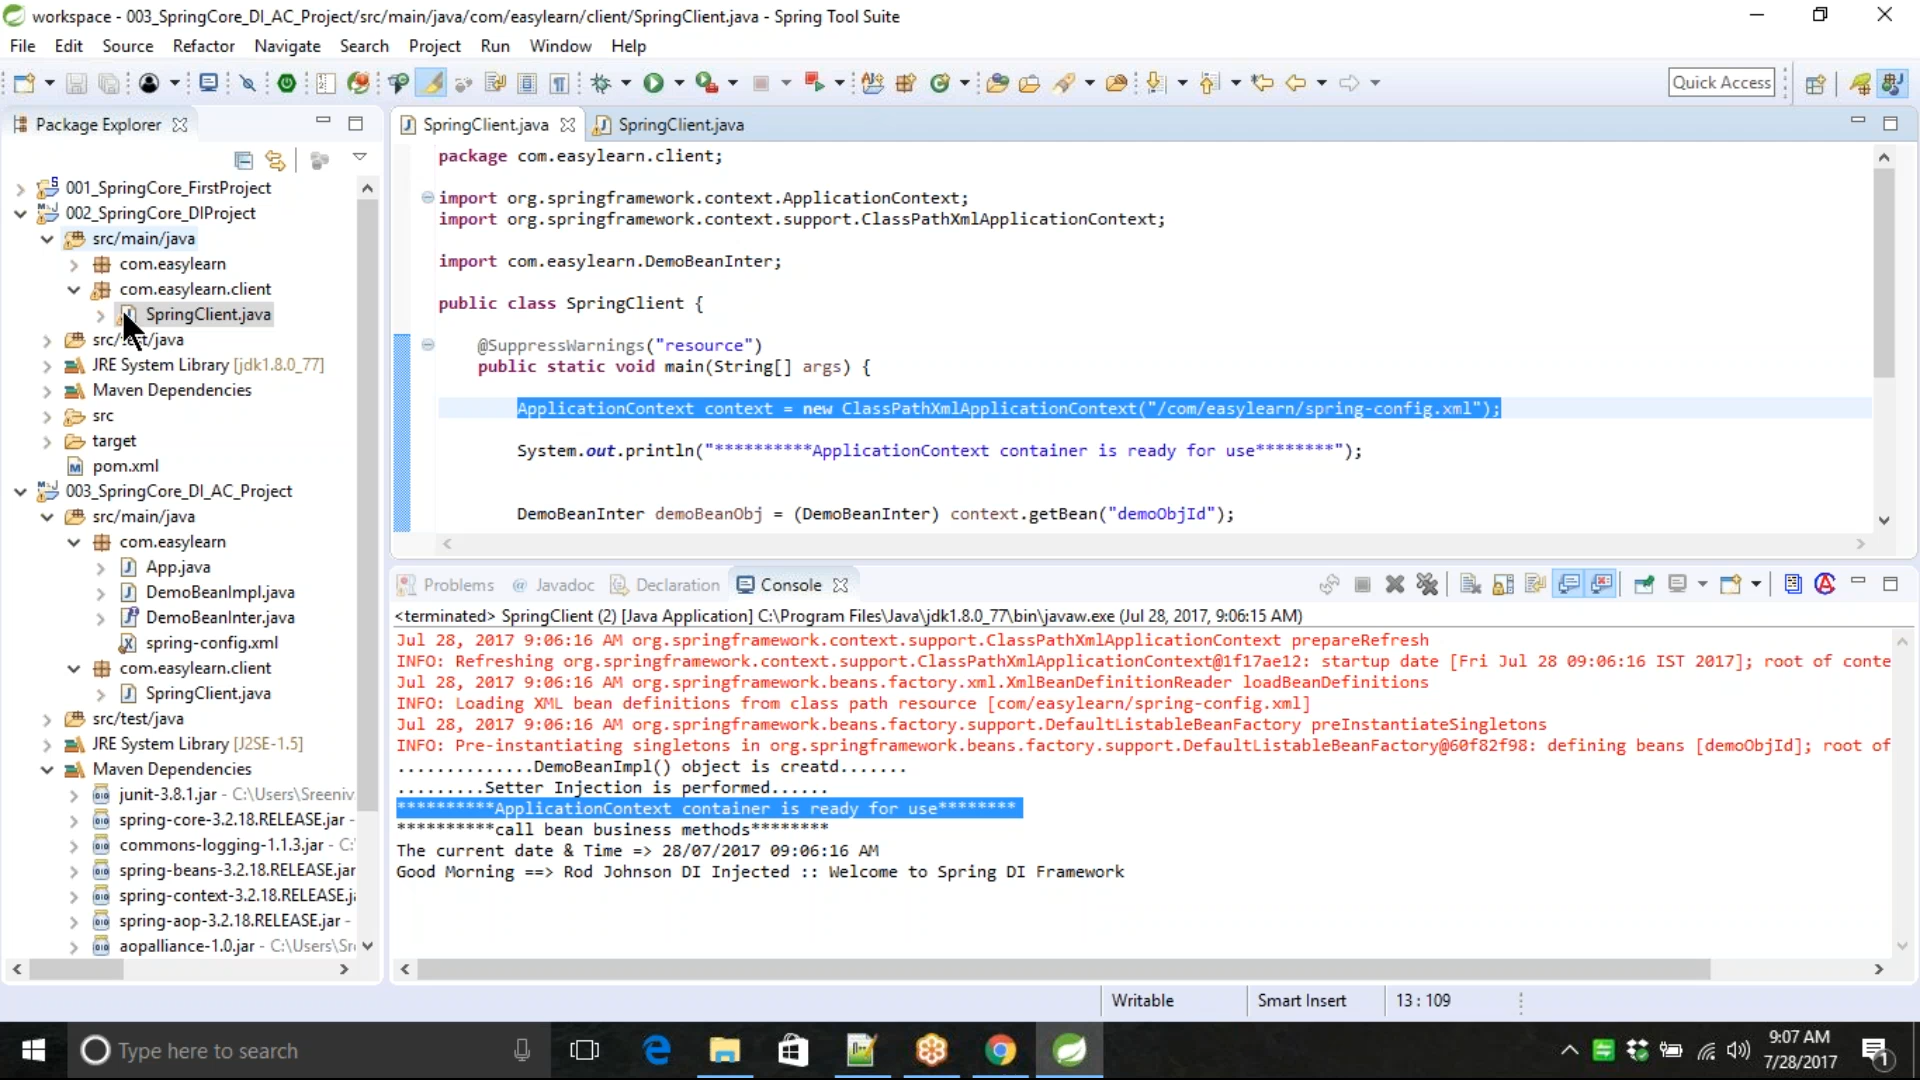 workspace - 003_SpringCore_DI_AC_Project/src/main/java/com/easylearn/client/SpringClient.java - Spring Tool Suite
File Edit Source Refactor Navigate Search Project Run Window Help
Quick Access
Package Explorer
001_SpringCore_FirstProject
002_SpringCore_DIProject
src/main/java
com.easylearn
com.easylearn.client
SpringClient.java
src/test/java
JRE System Library [jdk1.8.0_77]
Maven Dependencies
src
target
pom.xml
003_SpringCore_DI_AC_Project
src/main/java
com.easylearn
App.java
DemoBeanImpl.java
DemoBeanInter.java
spring-config.xml
com.easylearn.client
SpringClient.java
src/test/java
JRE System Library [J2SE-1.5]
Maven Dependencies
junit-3.8.1.jar - C:\Users\Sreeniv
spring-core-3.2.18.RELEASE.jar -
commons-logging-1.1.3.jar - C:
spring-beans-3.2.18.RELEASE.jar
spring-context-3.2.18.RELEASE.j
spring-aop-3.2.18.RELEASE.jar -
aopalliance-1.0.jar - C:\Users\Sr
SpringClient.java SpringClient.java
package com.easylearn.client;
import org.springframework.context.ApplicationContext;
import org.springframework.context.support.ClassPathXmlApplicationContext;
import com.easylearn.DemoBeanInter;
public class SpringClient {
@SuppressWarnings("resource")
public static void main(String[] args) {
ApplicationContext context = new ClassPathXmlApplicationContext("/com/easylearn/spring-config.xml");
System.out.println("**********ApplicationContext container is ready for use********");
DemoBeanInter demoBeanObj = (DemoBeanInter) context.getBean("demoObjId");
Problems @ Javadoc Declaration Console
<terminated> SpringClient (2) [Java Application] C:\Program Files\Java\jdk1.8.0_77\bin\javaw.exe (Jul 28, 2017, 9:06:15 AM)
Jul 28, 2017 9:06:16 AM org.springframework.context.support.ClassPathXmlApplicationContext prepareRefresh
INFO: Refreshing org.springframework.context.support.ClassPathXmlApplicationContext@1f17ae12: startup date [Fri Jul 28 09:06:16 IST 2017]; root of conte
Jul 28, 2017 9:06:16 AM org.springframework.beans.factory.xml.XmlBeanDefinitionReader loadBeanDefinitions
INFO: Loading XML bean definitions from class path resource [com/easylearn/spring-config.xml]
Jul 28, 2017 9:06:16 AM org.springframework.beans.factory.support.DefaultListableBeanFactory preInstantiateSingletons
INFO: Pre-instantiating singletons in org.springframework.beans.factory.support.DefaultListableBeanFactory@60f82f98: defining beans [demoObjId]; root of
..............DemoBeanImpl() object is creatd.......
.........Setter Injection is performed......
**********ApplicationContext container is ready for use********
**********call bean business methods********
The current date & Time => 28/07/2017 09:06:16 AM
Good Morning ==> Rod Johnson DI Injected :: Welcome to Spring DI Framework
Writable Smart Insert 13 : 109
Type here to search
9:07 AM
7/28/2017
1